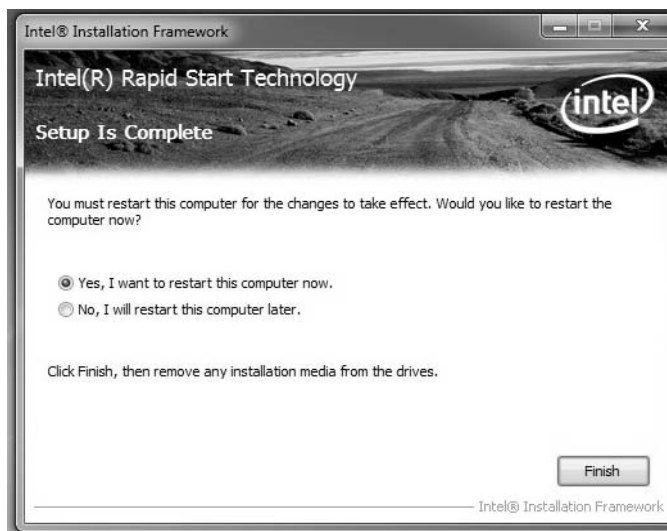 Intel® Installation Framework
Intel(R) Rapid Start Technology
intel
Setup Is Complete
You must restart this computer for the changes to take effect. Would you like to restart the
computer now?
Yes, I want to restart this computer now.
No, I will restart this computer later.
Click Finish, then remove any installation media from the drives.
Finish
Intel® Installation Framework